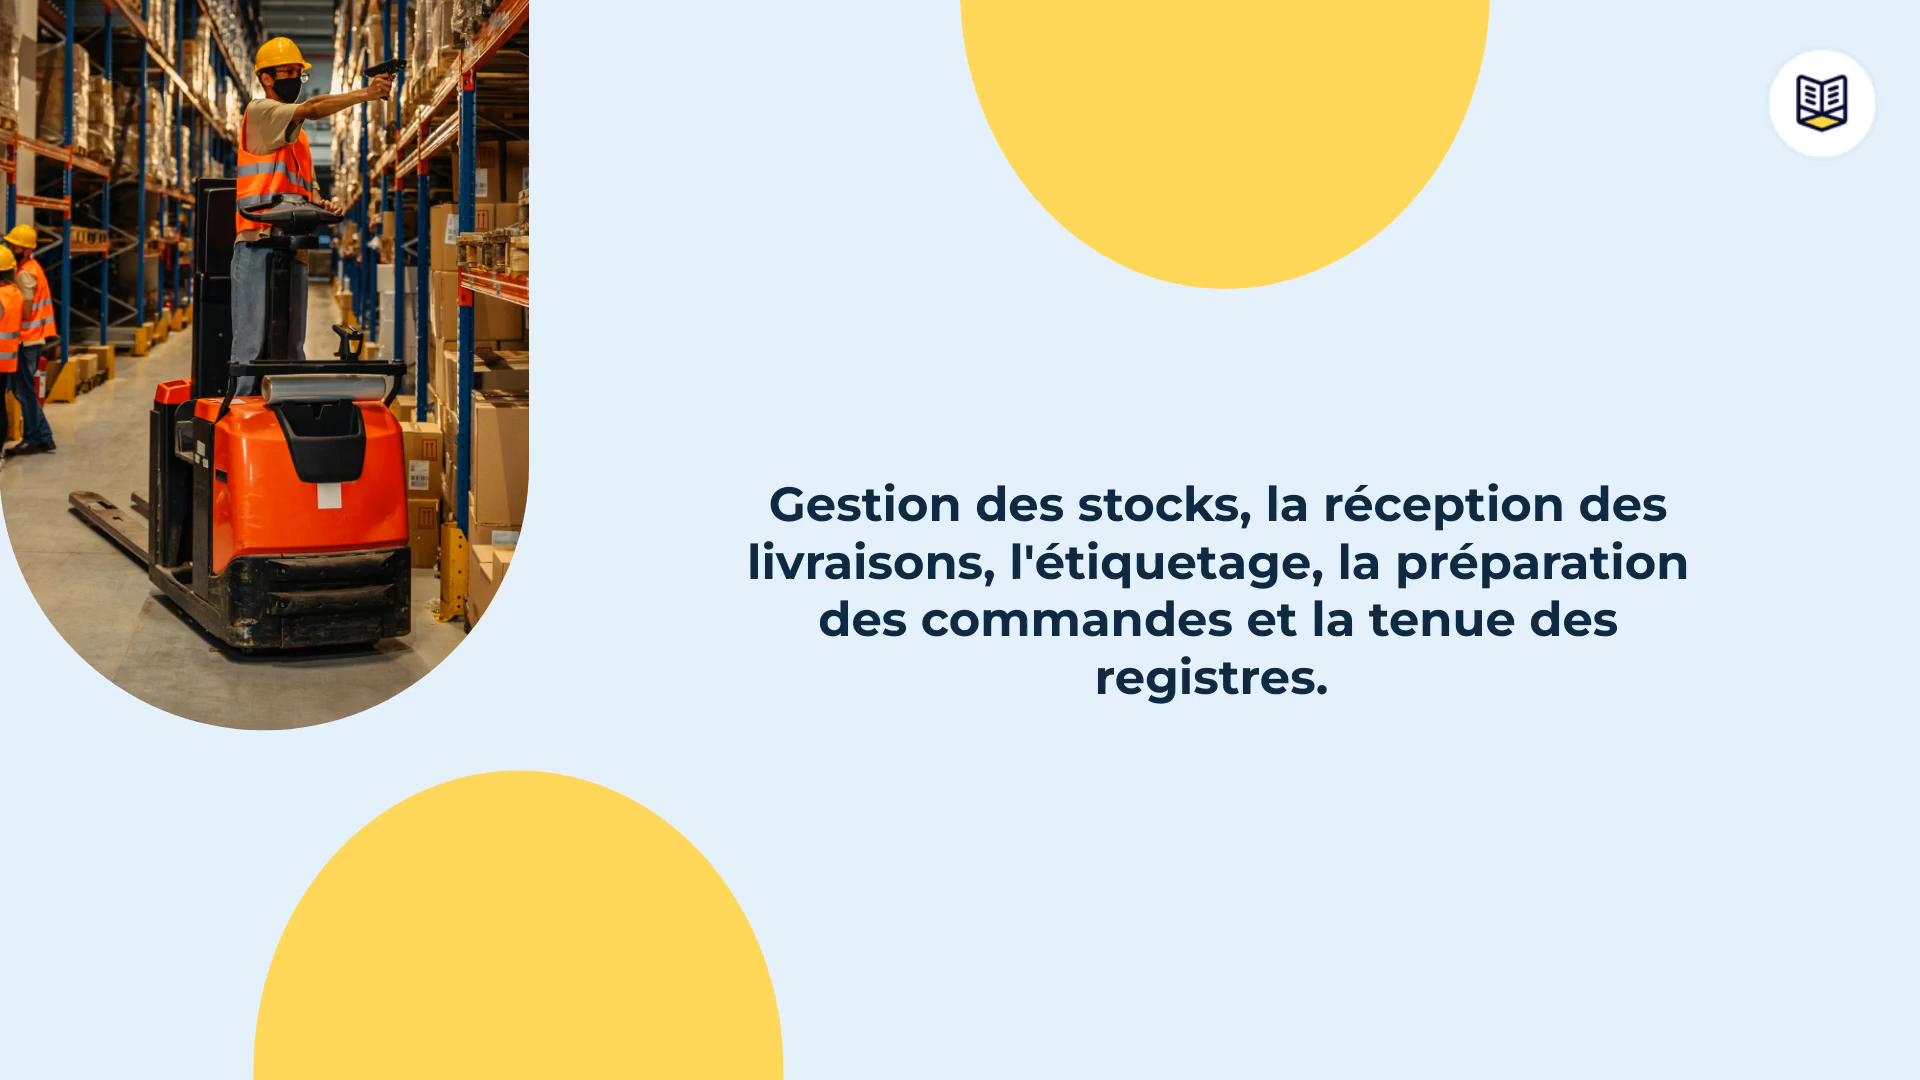 Gestion des stocks, la réception des
livraisons, l'étiquetage, la préparation
des commandes et la tenue des
registres.